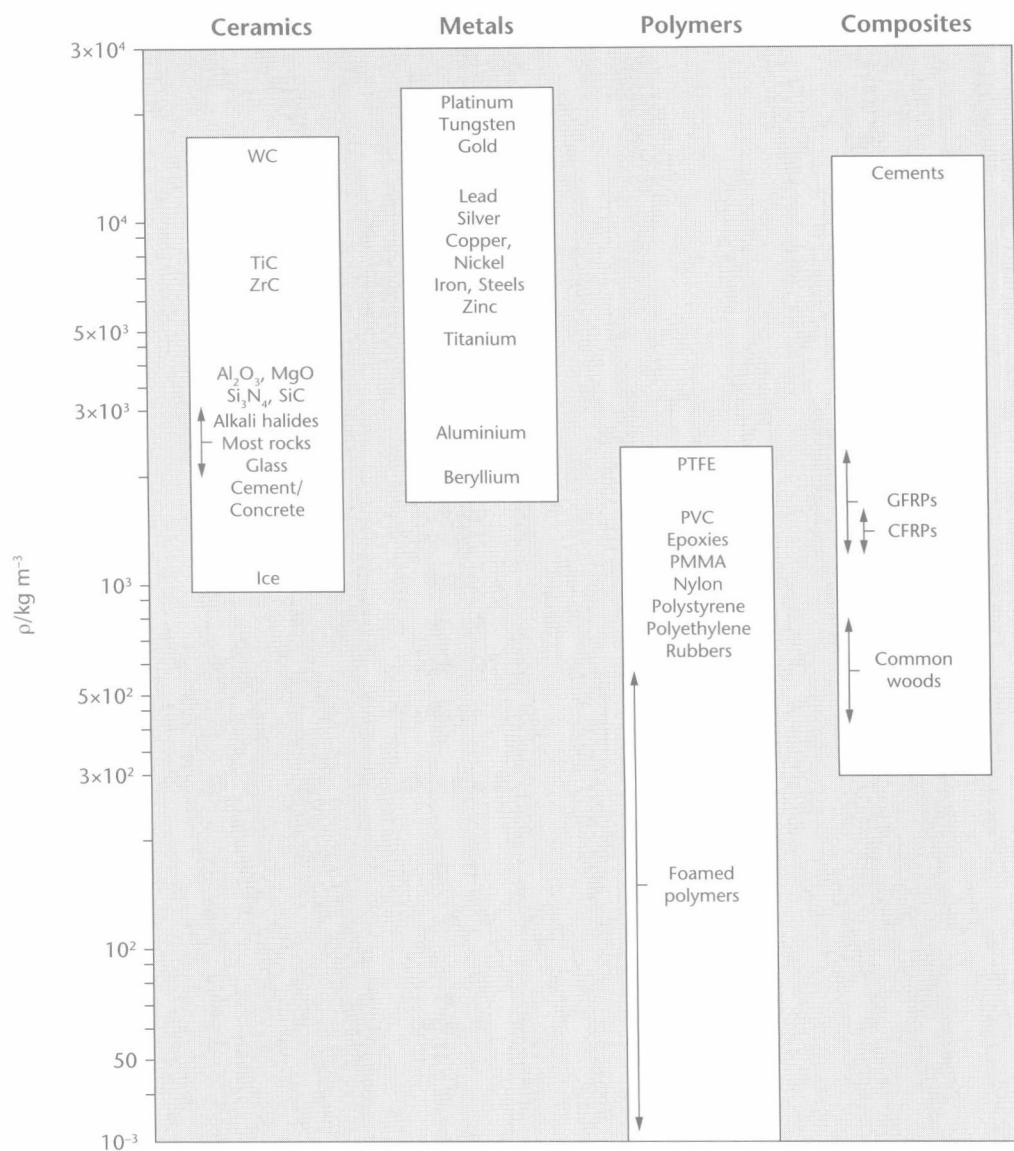 Ceramics Metals Polymers Composites
3×10⁴
10⁴
5×10³
3×10³
10³
5×10²
3×10²
10²
50
10⁻³
ρ/kg m⁻³
WC
TiC
ZrC
Al₂O₃, MgO
Si₃N₄, SiC
Alkali halides
Most rocks
Glass
Cement/
Concrete
Ice
Platinum
Tungsten
Gold
Lead
Silver
Copper,
Nickel
Iron, Steels
Zinc
Titanium
Aluminium
Beryllium
PTFE
PVC
Epoxies
PMMA
Nylon
Polystyrene
Polyethylene
Rubbers
Foamed
polymers
Cements
GFRPs
CFRPs
Common
woods